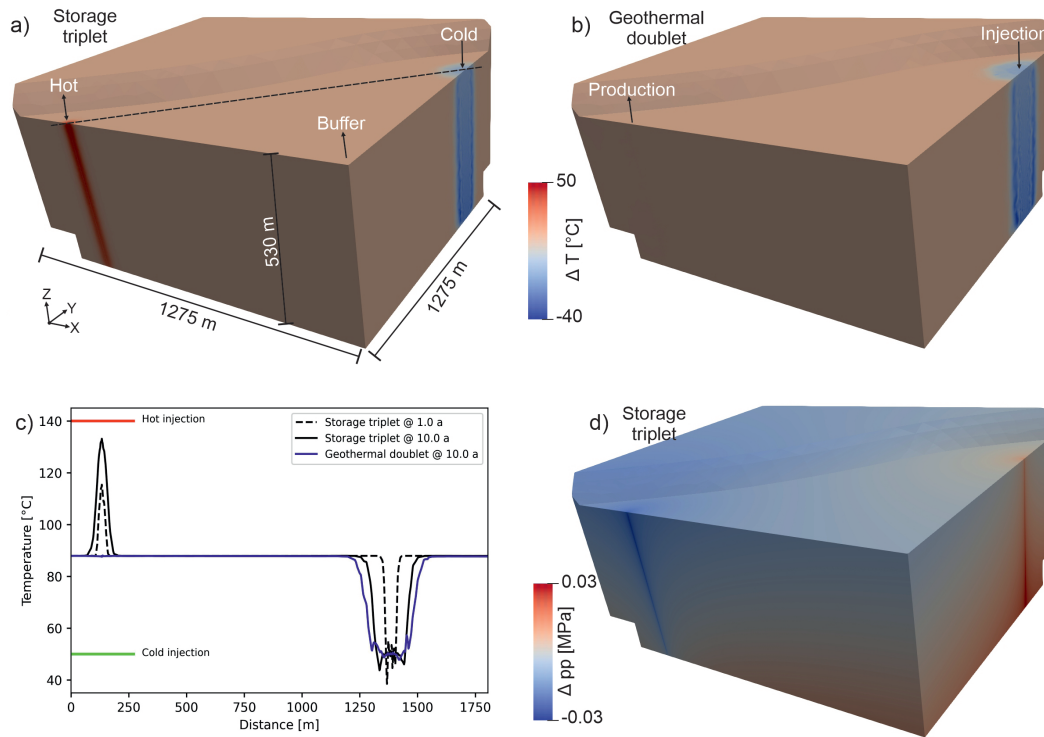 a)
Storage
triplet
Cold
Hot
Buffer
530 m
1275 m
1275 m
Z
Y
X
b)
Geothermal
doublet
Injection
Production
50
Δ T [°C]
-40
c)
140
120
100
80
60
40
Temperature [°C]
Hot injection
Cold injection
Storage triplet @ 1.0 a
Storage triplet @ 10.0 a
Geothermal doublet @ 10.0 a
0
250
500
750
1000
1250
1500
1750
Distance [m]
d)
Storage
triplet
0.03
Δ pp [MPa]
-0.03